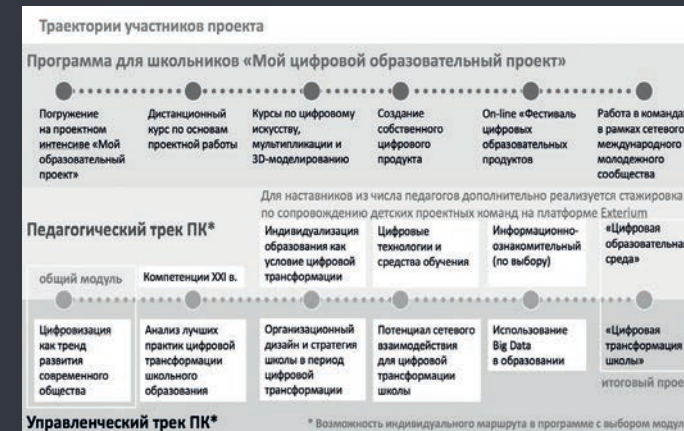 Траектории участников проекта
Программа для школьников «Мой цифровой образовательный проект»
Погружение
на проектном
интенсиве «Мой
образовательный
проект»
Дистанционный
курс по основам
проектной работы
Курсы по цифровому
искусству,
мультипликации и
3D-моделированию
Создание
собственного
цифрового
продукта
On-line «Фестиваль
цифровых
образовательных
продуктов
Работа в команда
в рамках сетевого
международного
молодежного
сообщества
Для наставников из числа педагогов дополнительно реализуется стажировка
по сопровождению детских проектных команд на платформе Exterium
Педагогический трек ПК*
общий модуль
Компетенции XXI в.
Индивидуализация
образования как
условие цифровой
трансформации
Цифровые
технологии и
средства обучения
Информационно-
ознакомительный
(по выбору)
«Цифровая
образовательная
среда»
Цифровизация
как тренд
развития
современного
общества
Анализ лучших
практик цифровой
трансформации
школьного
образования
Организационный
дизайн и стратегия
школы в период
цифровой
трансформации
Потенциал сетевого
взаимодействия
для цифровой
трансформации
школы
Использование
Big Data
в образовании
«Цифровая
трансформация
школы»
итоговый прое
Управленческий трек ПК*
* Возможность индивидуального маршрута в программе с выбором модул